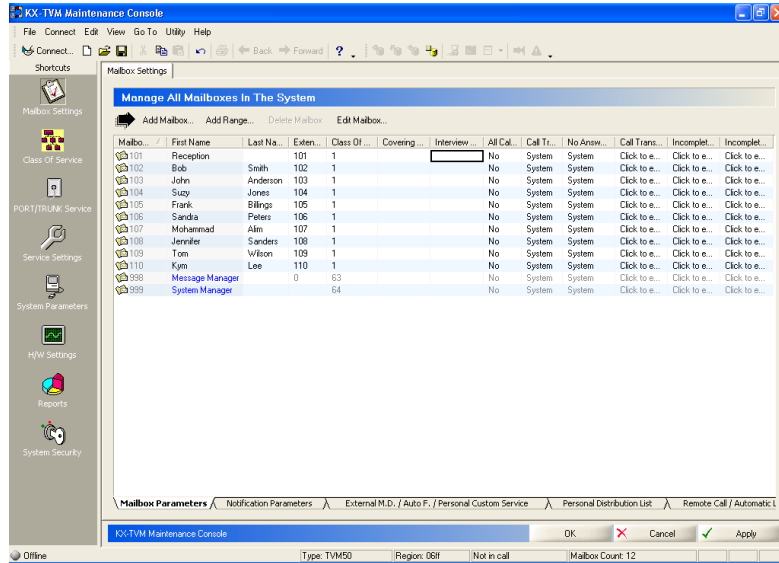 KX-TVM Maintenance Console
File Connect Edit View Go To Utility Help
Connect... Back Forward ?
Shortcuts
Mailbox Settings
Class Of Service
PORT/TRUNK Service
Service Settings
System Parameters
H/W Settings
Reports
System Security
Mailbox Settings
Manage All Mailboxes In The System
Add Mailbox... Add Range... Delete Mailbox Edit Mailbox...
Mailbo... First Name Last Na... Exten... Class Of ... Covering ... Interview ... All Cal... Call Tr... No Answ... Call Trans... Incomplet... Incomplet...
101 Reception 101 1 No System System Click to e... Click to e... Click to e...
102 Bob Smith 102 1 No System System Click to e... Click to e... Click to e...
103 John Anderson 103 1 No System System Click to e... Click to e... Click to e...
104 Suzy Jones 104 1 No System System Click to e... Click to e... Click to e...
105 Frank Billings 105 1 No System System Click to e... Click to e... Click to e...
106 Sandra Peters 106 1 No System System Click to e... Click to e... Click to e...
107 Mohammad Alim 107 1 No System System Click to e... Click to e... Click to e...
108 Jennifer Sanders 108 1 No System System Click to e... Click to e... Click to e...
109 Tom Wilson 109 1 No System System Click to e... Click to e... Click to e...
110 Kym Lee 110 1 No System System Click to e... Click to e... Click to e...
998 Message Manager 0 63 No System System Click to e... Click to e... Click to e...
999 System Manager 64 No System System Click to e... Click to e... Click to e...
Mailbox Parameters Notification Parameters External M.D. / Auto F. / Personal Custom Service Personal Distribution List Remote Call / Automatic L
KX-TVM Maintenance Console OK Cancel Apply
Offline Type: TVM50 Region: 06ff Not in call Mailbox Count: 12